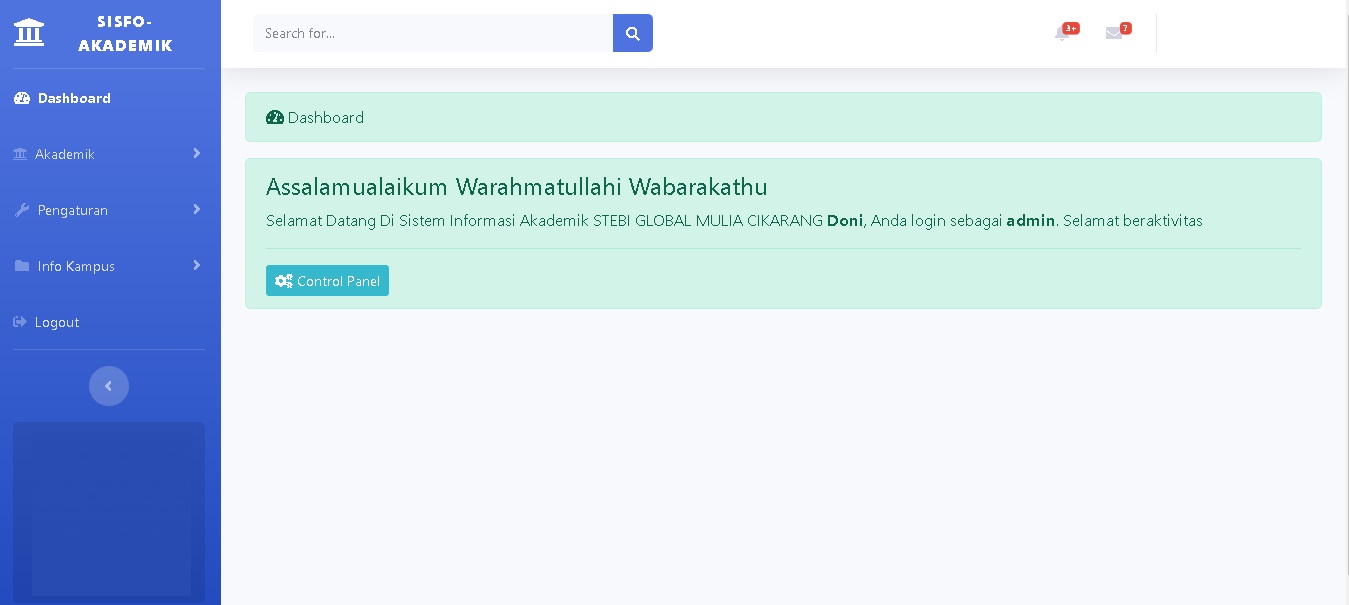 SISFO-
AKADEMIK
Search for...
3+
7
Dashboard
Akademik
Pengaturan
Info Kampus
Logout
Dashboard
Assalamualaikum Warahmatullahi Wabarakathu
Selamat Datang Di Sistem Informasi Akademik STEBI GLOBAL MULIA CIKARANG Doni, Anda login sebagai admin. Selamat beraktivitas
Control Panel